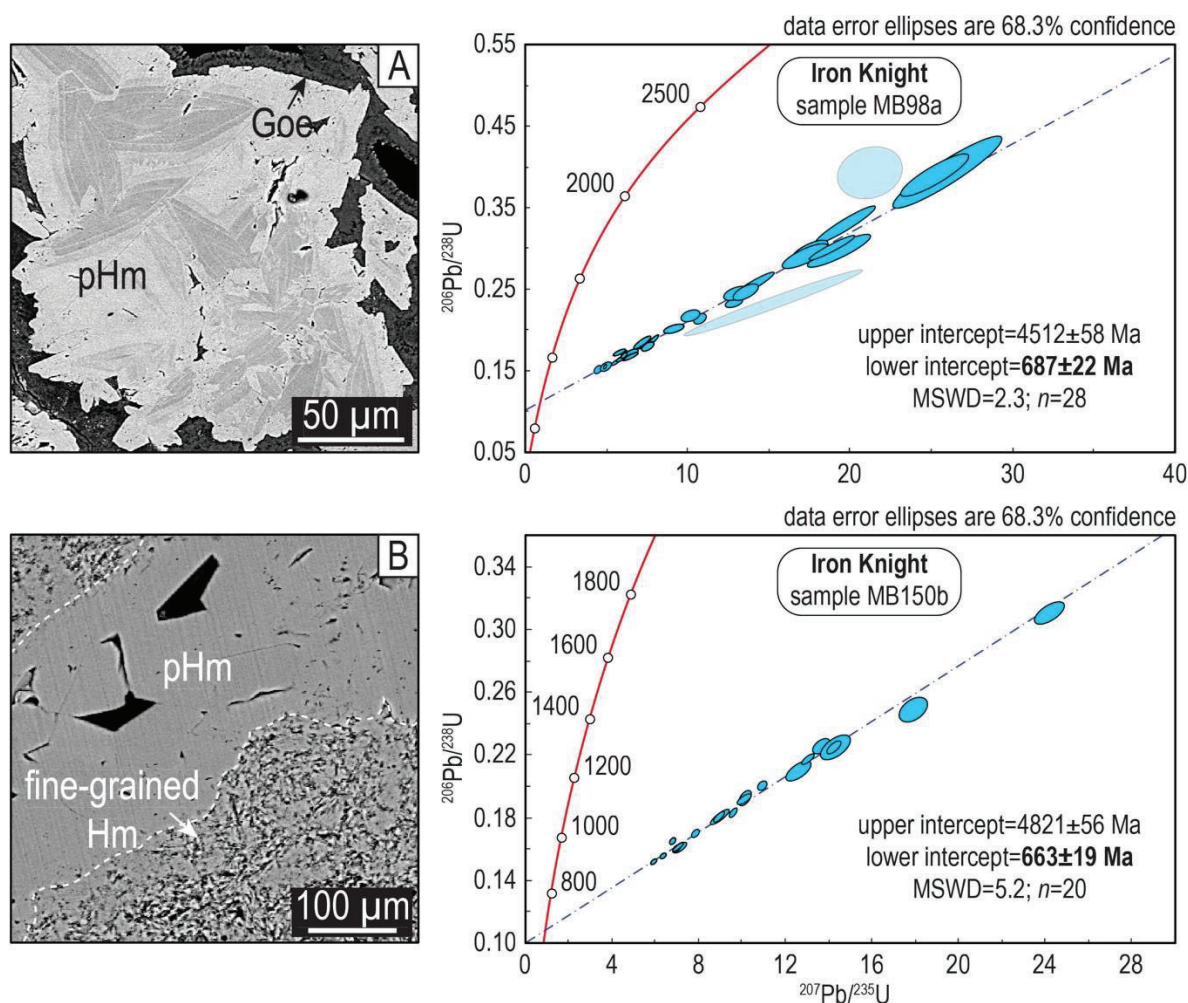 data error ellipses are 68.3% confidence
A
Goe
pHm
50 µm
0.55
0.45
0.35
0.25
0.15
0.05
206Pb/238U
2500
2000
Iron Knight
sample MB98a
upper intercept=4512±58 Ma
lower intercept=687±22 Ma
MSWD=2.3; n=28
0
10
20
30
40
data error ellipses are 68.3% confidence
B
pHm
fine-grained
Hm
100 µm
0.34
0.30
0.26
0.22
0.18
0.14
0.10
206Pb/238U
1800
1600
1400
1200
1000
800
Iron Knight
sample MB150b
upper intercept=4821±56 Ma
lower intercept=663±19 Ma
MSWD=5.2; n=20
0
4
8
12
16
20
24
28
207Pb/235U